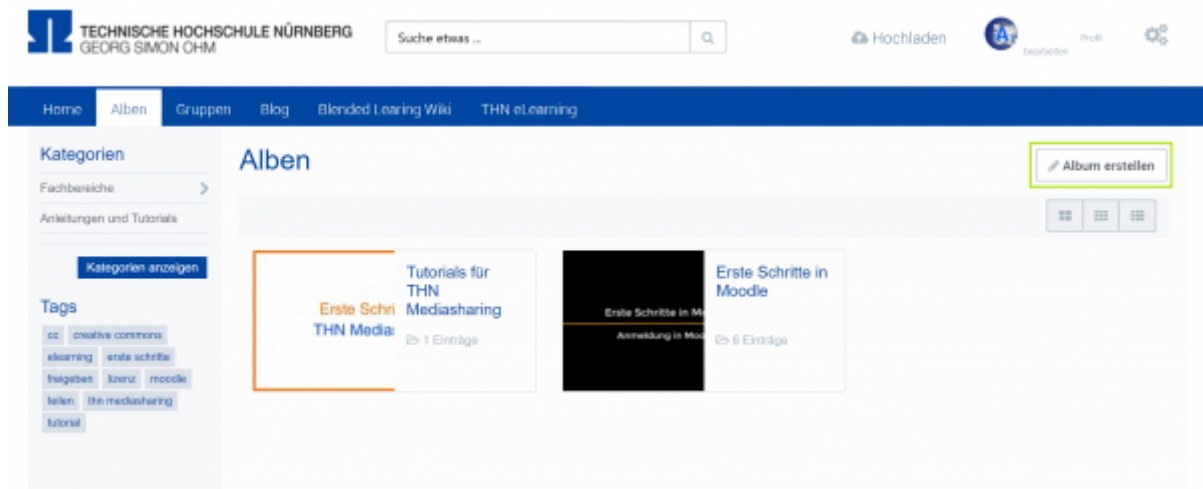 TECHNISCHE HOCHSCHULE NÜRNBERG
GEORG SIMON OHM
Suche etwas ...
Hochladen
Profil
bearbeiten
Home Alben Gruppen Blog Blended Learing Wiki THN eLearning
Kategorien
Fachbereiche
Anleitungen und Tutorials
Kategorien anzeigen
Tags
cc creative commons
elearning erste schritte
freigeben lizenz moodle
teilen thn mediasharing
tutorial
Alben
Album erstellen
Erste Schri
THN Media
Tutorials für
THN
Mediasharing
1 Einträge
Erste Schritte in M
Anmeldung in Moo
Erste Schritte in
Moodle
6 Einträge